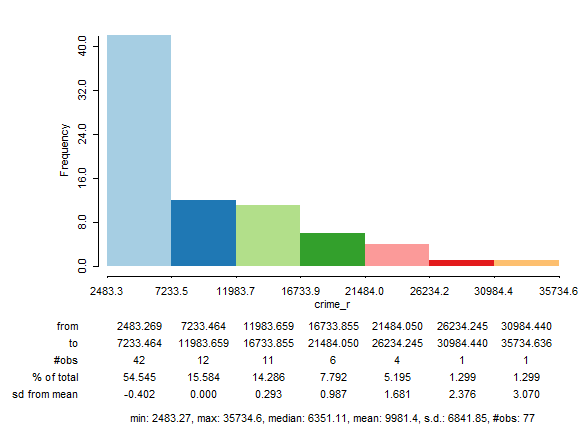 40.0
32.0
24.0
16.0
8.0
0.0
Frequency
2483.3 7233.5 11983.7 16733.9 21484.0 26234.2 30984.4 35734.6
crime_r
from 2483.269 7233.464 11983.659 16733.855 21484.050 26234.245 30984.440
to 7233.464 11983.659 16733.855 21484.050 26234.245 30984.440 35734.636
#obs 42 12 11 6 4 1 1
% of total 54.545 15.584 14.286 7.792 5.195 1.299 1.299
sd from mean -0.402 0.000 0.293 0.987 1.681 2.376 3.070
min: 2483.27, max: 35734.6, median: 6351.11, mean: 9981.4, s.d.: 6841.85, #obs: 77